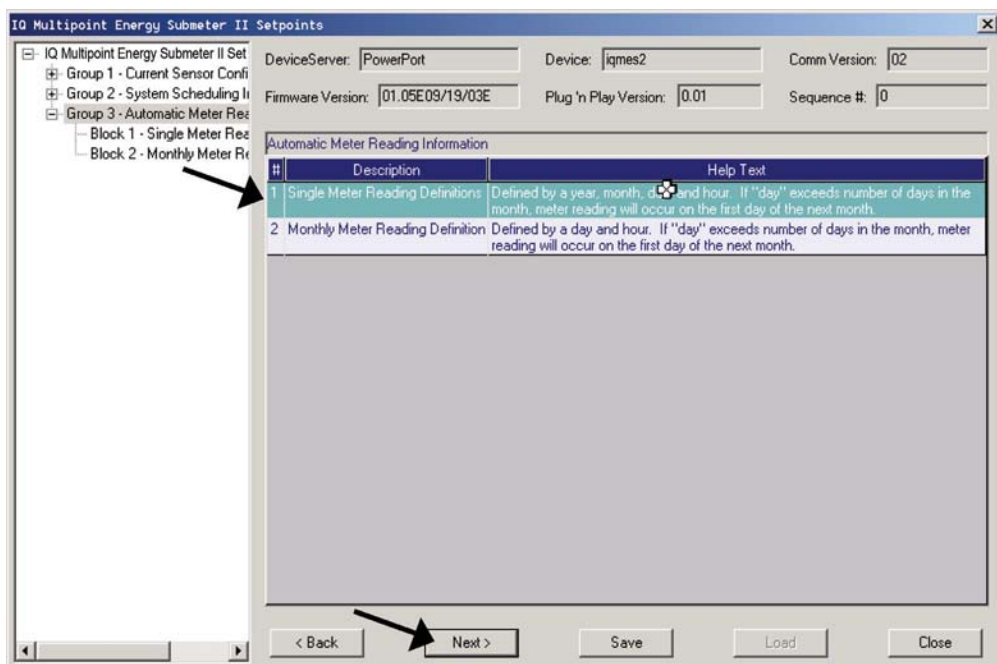 IQ Multipoint Energy Submeter II Setpoints
IQ Multipoint Energy Submeter II Set
Group 1 - Current Sensor Confi
Group 2 - System Scheduling I
Group 3 - Automatic Meter Rea
Block 1 - Single Meter Rea
Block 2 - Monthly Meter Re
DeviceServer: PowerPort
Device: iqmes2
Comm Version: 02
Firmware Version: 01.05E09/19/03E
Plug 'n Play Version: 0.01
Sequence #: 0
Automatic Meter Reading Information
# Description Help Text
1 Single Meter Reading Definitions Defined by a year, month, and hour. If "day" exceeds number of days in the
month, meter reading will occur on the first day of the next month.
2 Monthly Meter Reading Definition Defined by a day and hour. If "day" exceeds number of days in the month, meter
reading will occur on the first day of the next month.
< Back
Next >
Save
Load
Close